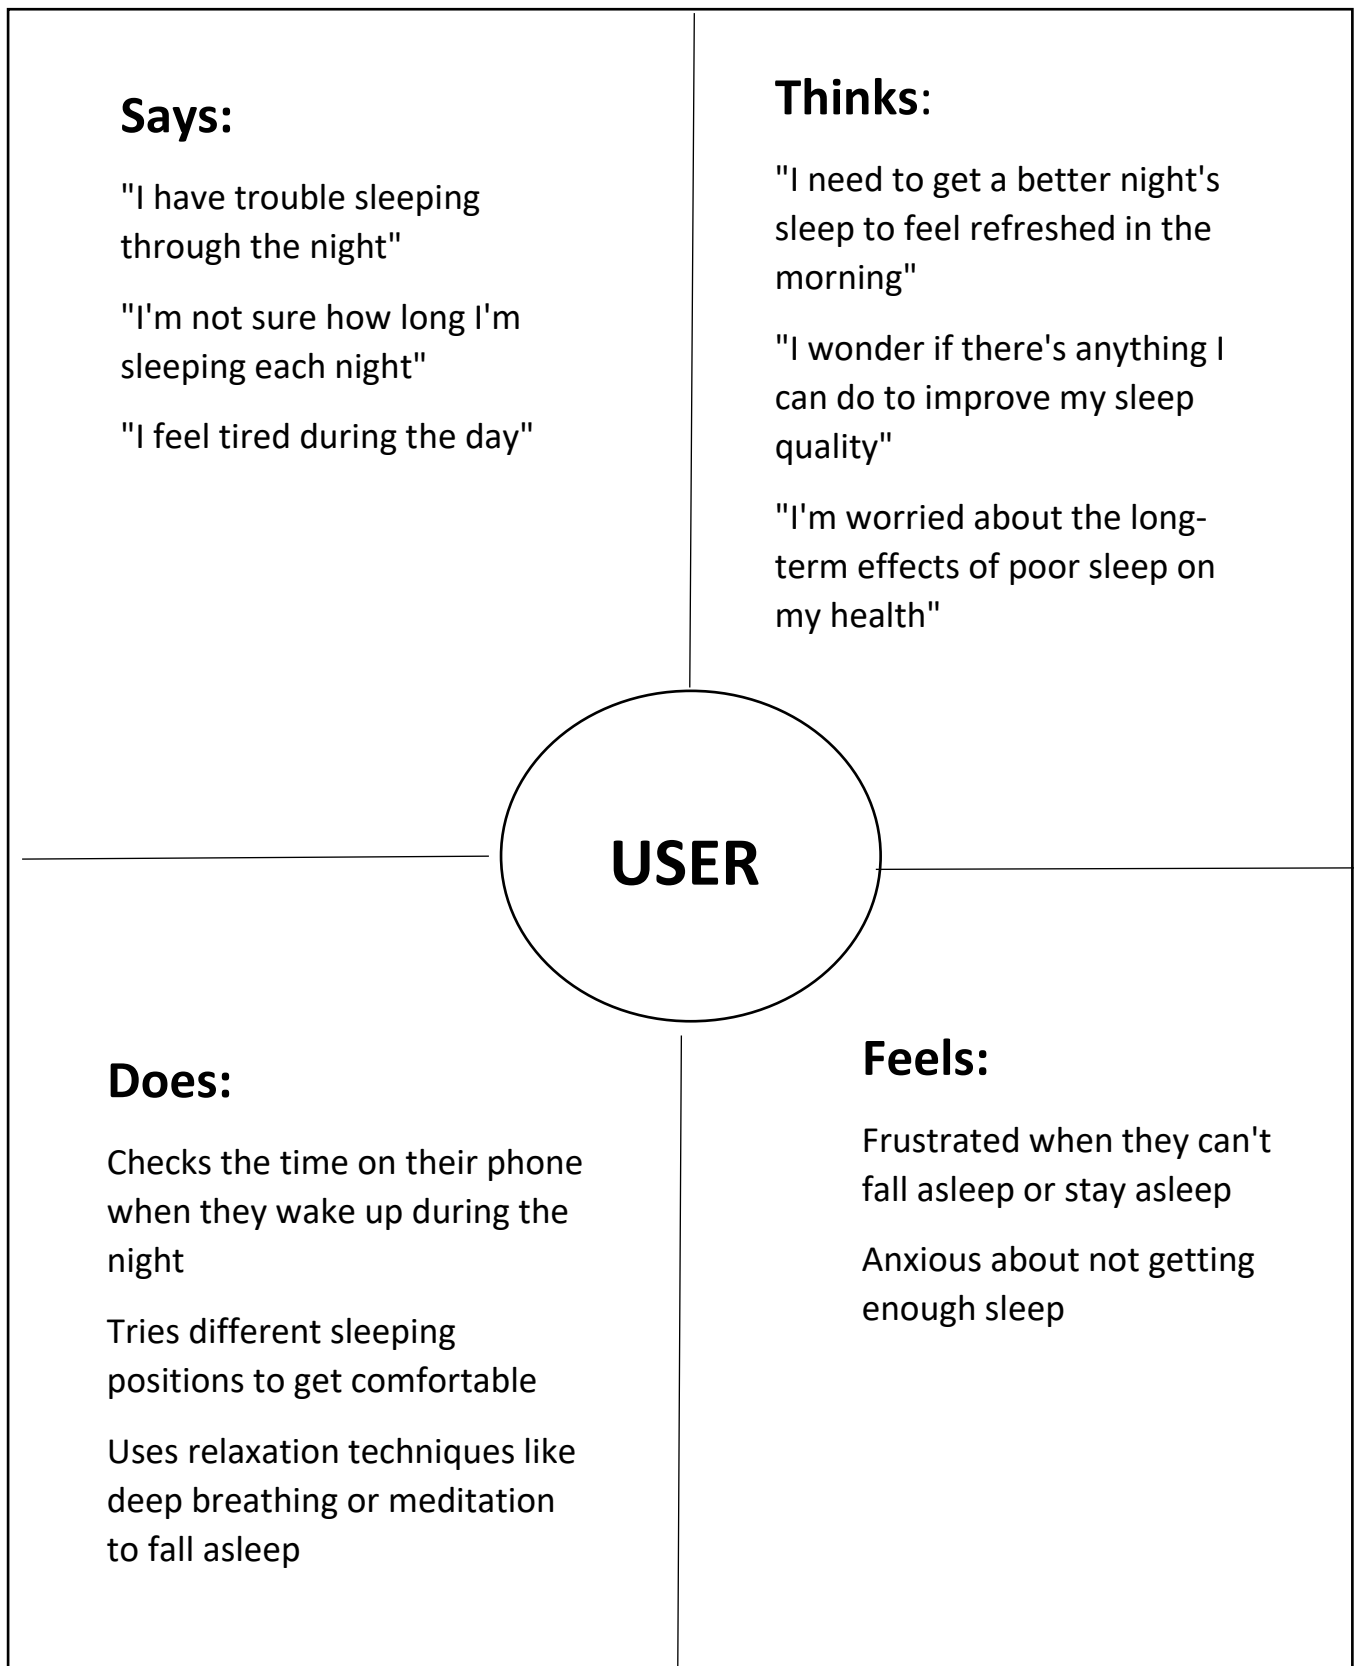 Says:
"I have trouble sleeping
through the night"
"I'm not sure how long I'm
sleeping each night"
"I feel tired during the day"
Thinks:
"I need to get a better night's
sleep to feel refreshed in the
morning"
"I wonder if there's anything I
can do to improve my sleep
quality"
"I'm worried about the long-
term effects of poor sleep on
my health"
USER
Does:
Checks the time on their phone
when they wake up during the
night
Tries different sleeping
positions to get comfortable
Uses relaxation techniques like
deep breathing or meditation
to fall asleep
Feels:
Frustrated when they can't
fall asleep or stay asleep
Anxious about not getting
enough sleep